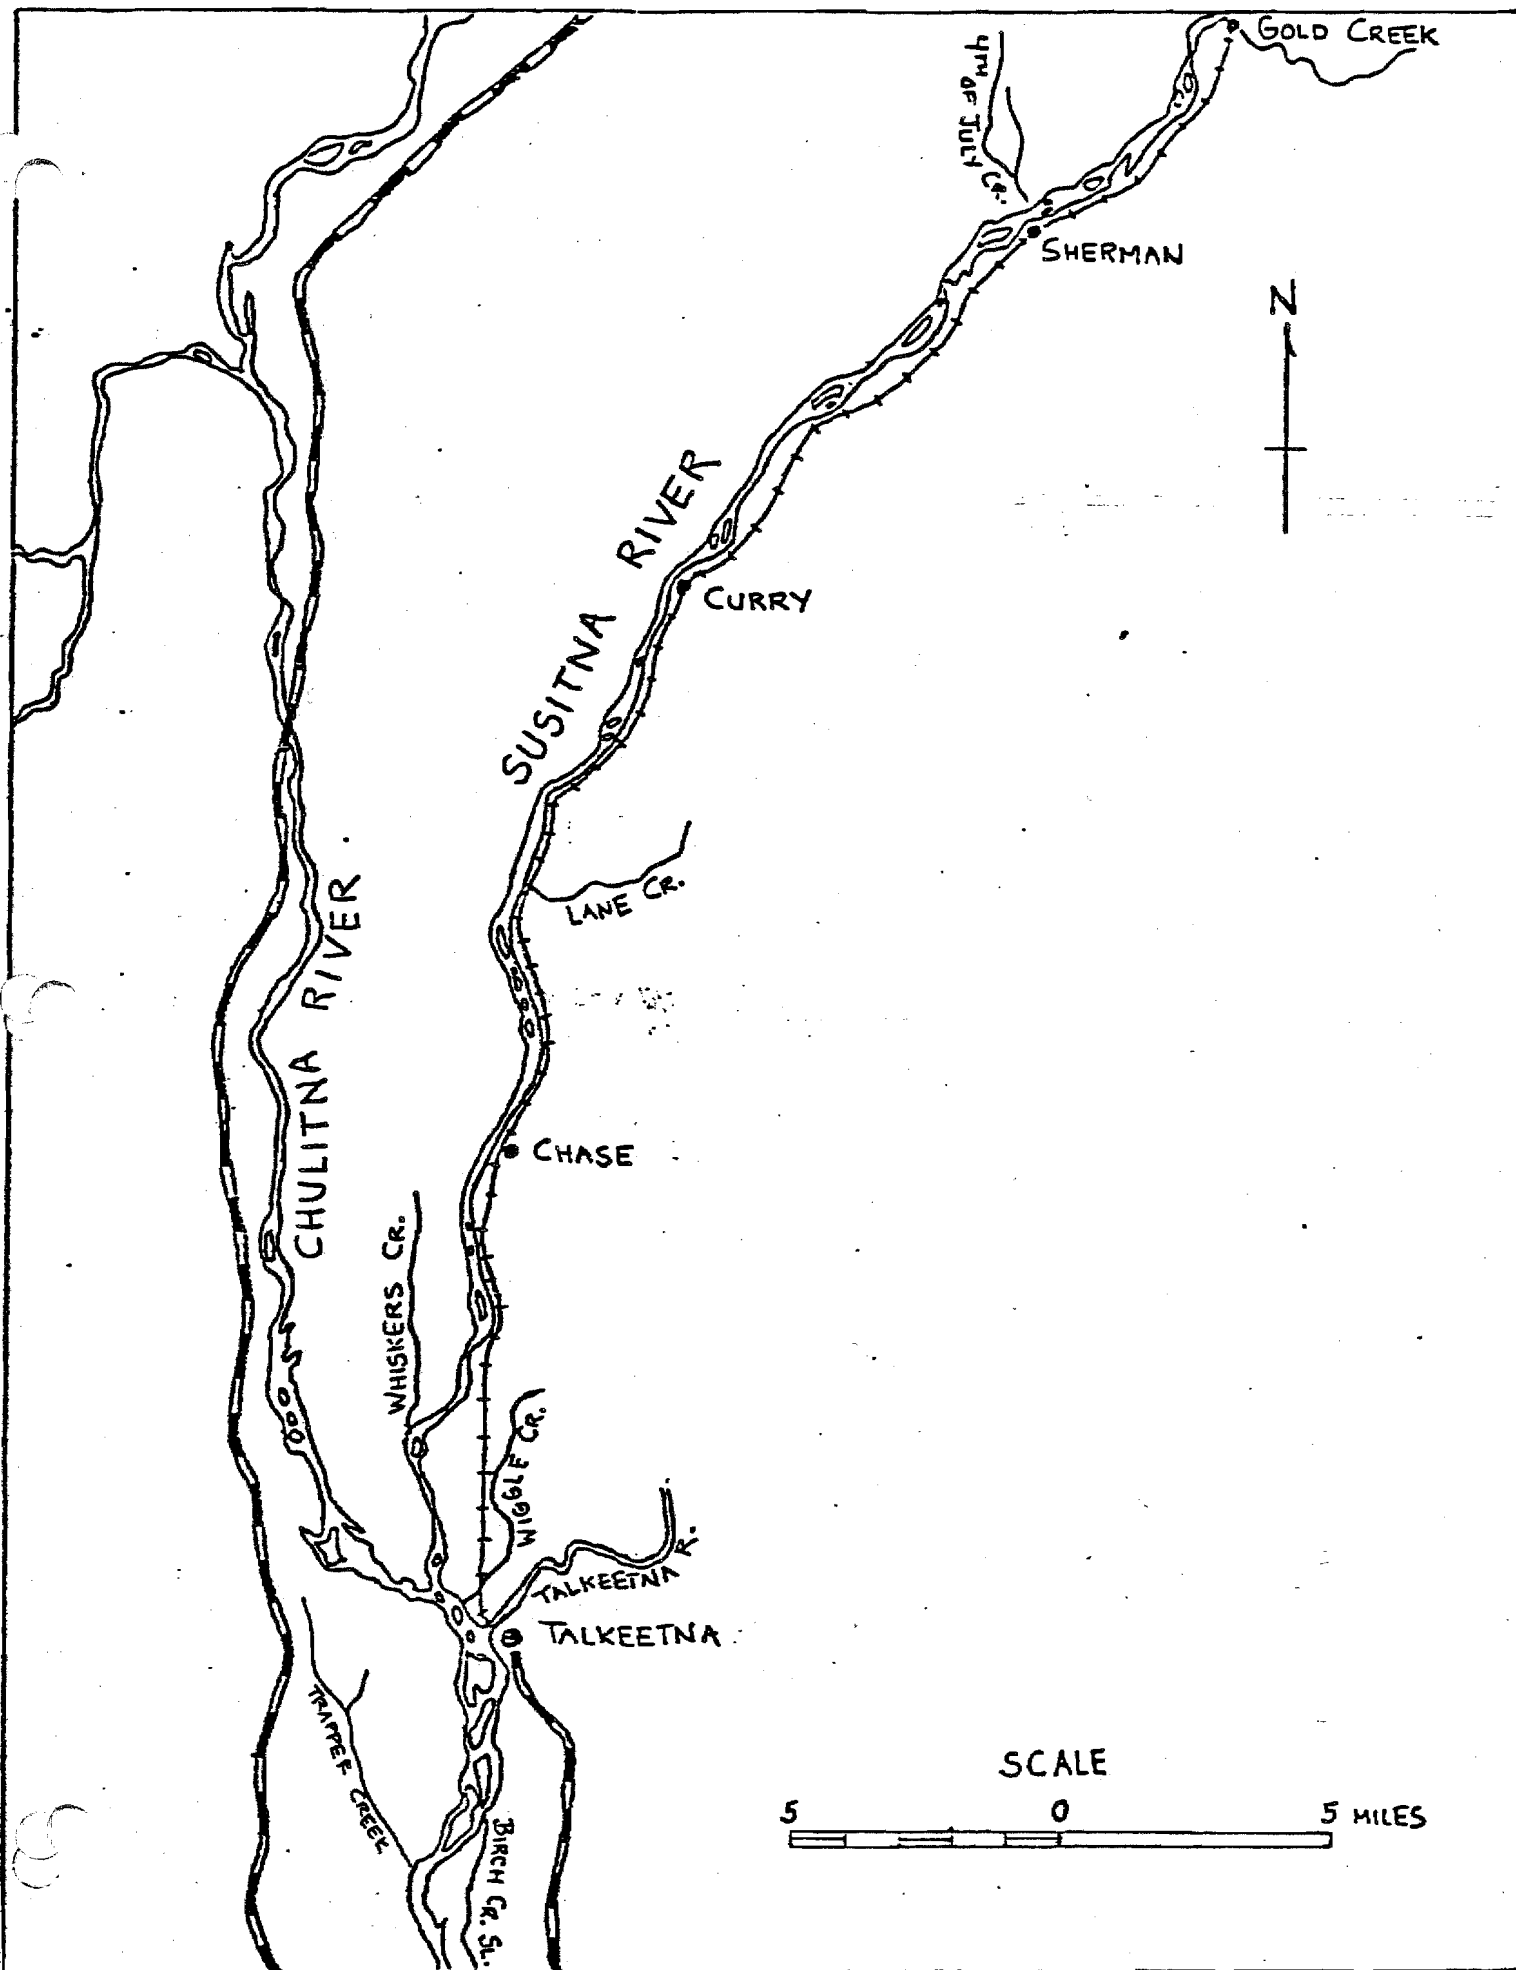 GOLD CREEK
4TH OF JULY CR.
SHERMAN
N
SUSITNA RIVER
CURRY
LANE CR.
CHULITNA RIVER
CHASE
WHISKERS CR.
WIGGLE CR.
TALKEETNA R.
TALKEETNA
TRAPPER CREEK
BIRCH CR. SL.
SCALE
5 0 5 MILES